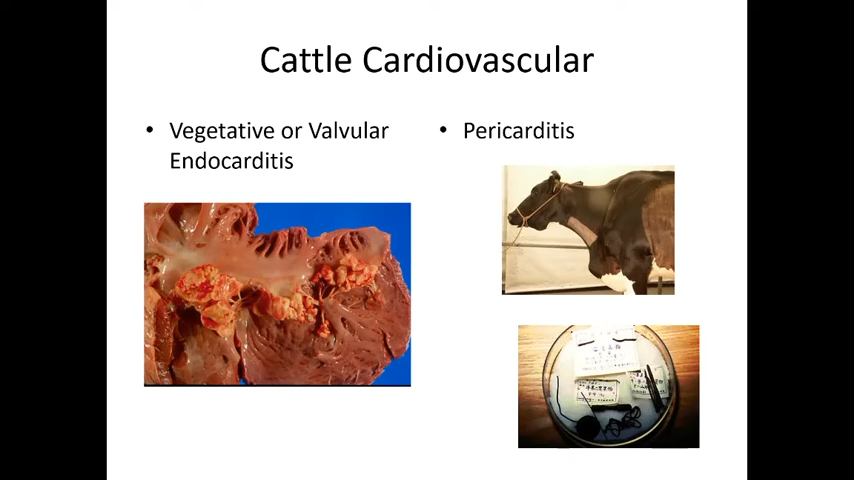 Cattle Cardiovascular
• Vegetative or Valvular
Endocarditis
• Pericarditis